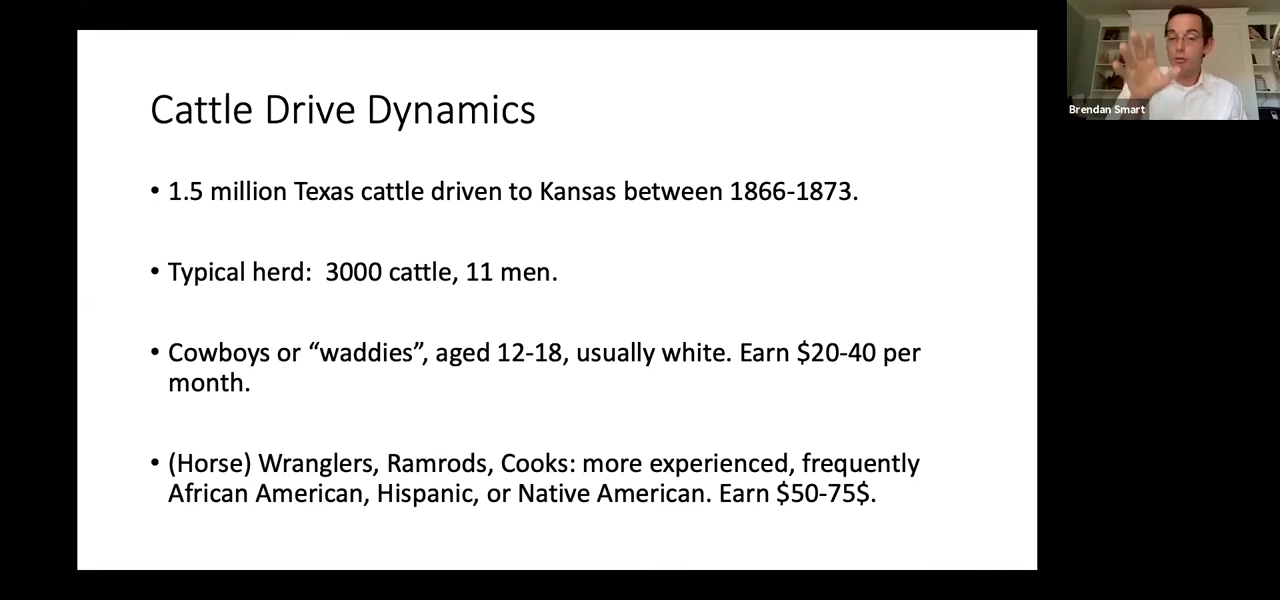 Cattle Drive Dynamics
• 1.5 million Texas cattle driven to Kansas between 1866-1873.
• Typical herd:  3000 cattle, 11 men.
• Cowboys or “waddies”, aged 12-18, usually white. Earn $20-40 per
month.
• (Horse) Wranglers, Ramrods, Cooks: more experienced, frequently
African American, Hispanic, or Native American. Earn $50-75$.
Brendan Smart